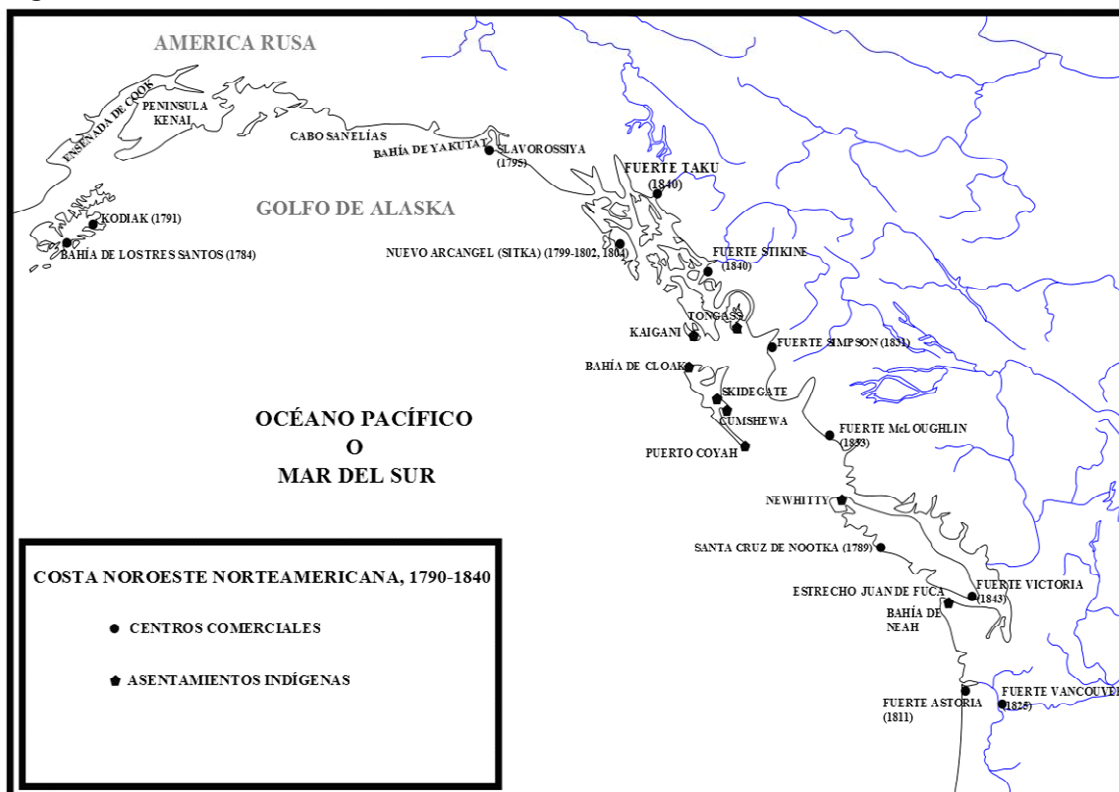 AMERICA RUSA
ENSENADA DE COOK
PENINSULA
KENAI
CABO SANELÍAS
BAHÍA DE YAKUTAT
SLAVOROSSIYA
(1795)
FUERTE TAKU
(1840)
KODIAK (1791)
GOLFO DE ALASKA
BAHÍA DE LOS TRES SANTOS (1784)
NUEVO ARCANGEL (SITKA) (1799-1802, 1804)
FUERTE STIKINE
(1840)
TONGASS
KAIGANI
FUERTE SIMPSON (1831)
BAHÍA DE CLOAK
SKIDEGATE
CUMSHEWA
OCÉANO PACÍFICO
O
MAR DEL SUR
FUERTE McLOUGHLIN
(1833)
PUERTO COYAH
NEWHITTY
SANTA CRUZ DE NOOTKA (1789)
ESTRECHO JUAN DE FUCA
FUERTE VICTORIA
(1843)
BAHÍA DE
NEAH
FUERTE ASTORIA
(1811)
FUERTE VANCOUVER
(1825)
COSTA NOROESTE NORTEAMERICANA, 1790-1840
CENTROS COMERCIALES
ASENTAMIENTOS INDÍGENAS